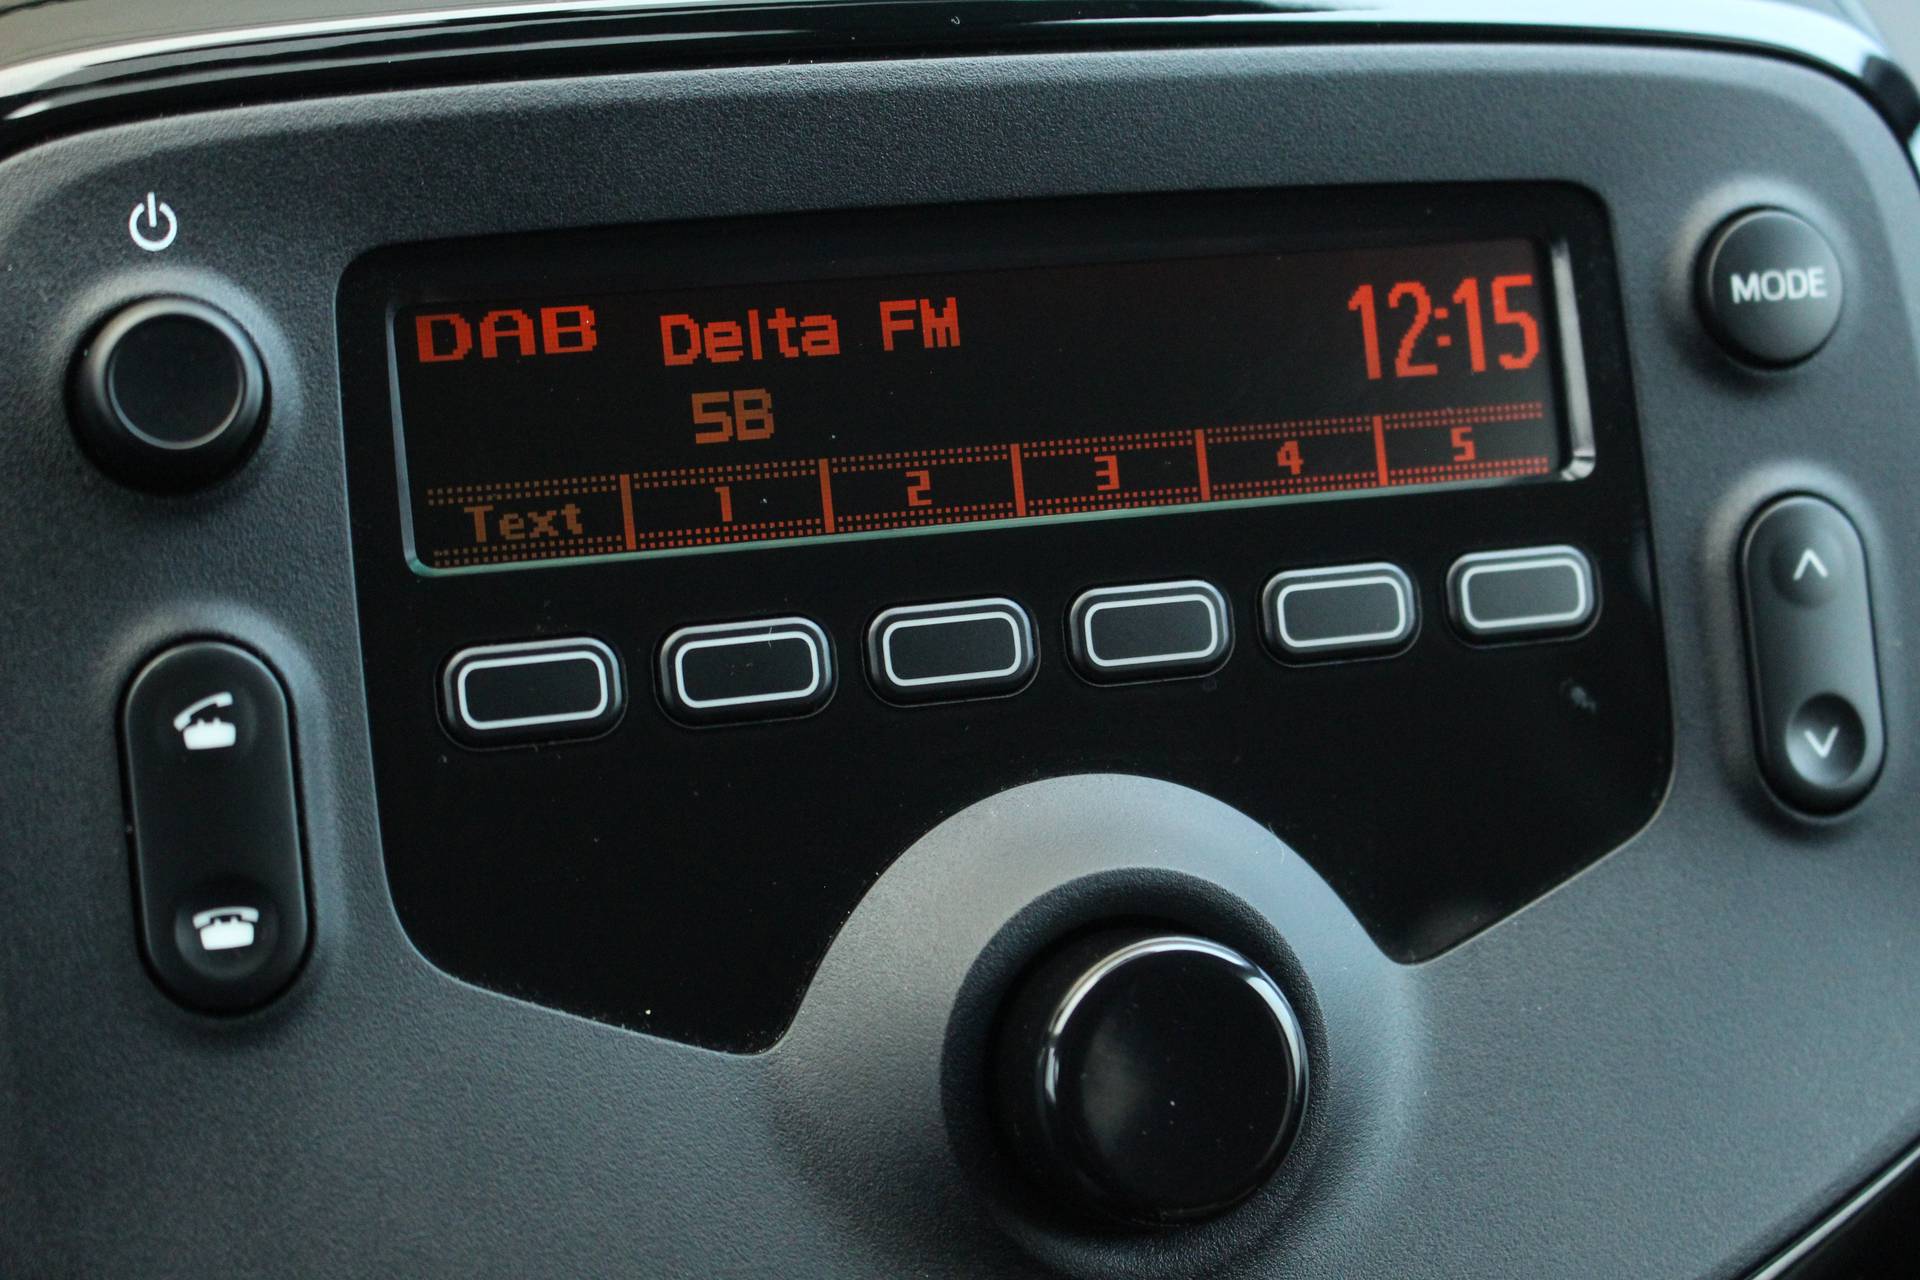 DAB Delta FM 12:15
MODE
5B
Text 1 2 3 4 5